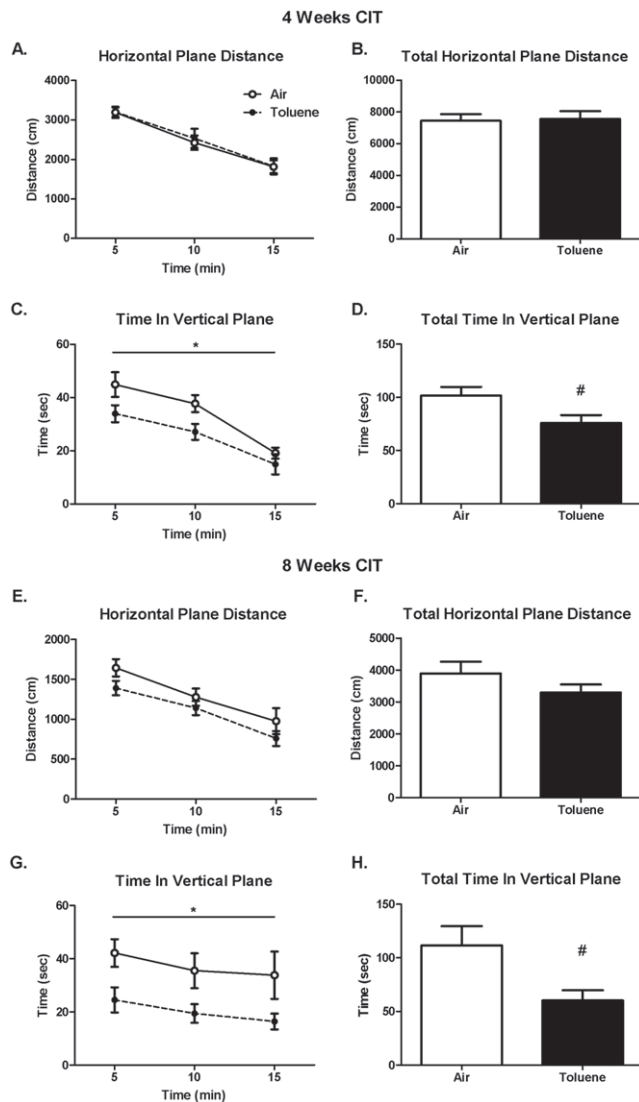 4 Weeks CIT
A. Horizontal Plane Distance
Distance (cm)
4000
3000
2000
1000
0
Air
Toluene
5 10 15
Time (min)
B. Total Horizontal Plane Distance
Distance (cm)
10000
8000
6000
4000
2000
0
Air Toluene
C. Time In Vertical Plane
Time (sec)
60
40
20
0
*
5 10 15
Time (min)
D. Total Time In Vertical Plane
Time (sec)
150
100
50
0
#
Air Toluene
8 Weeks CIT
E. Horizontal Plane Distance
Distance (cm)
2000
1500
1000
500
0
5 10 15
Time (min)
F. Total Horizontal Plane Distance
Distance (cm)
5000
4000
3000
2000
1000
0
Air Toluene
G. Time In Vertical Plane
Time (sec)
60
40
20
0
*
5 10 15
Time (min)
H. Total Time In Vertical Plane
Time (sec)
150
100
50
0
#
Air Toluene